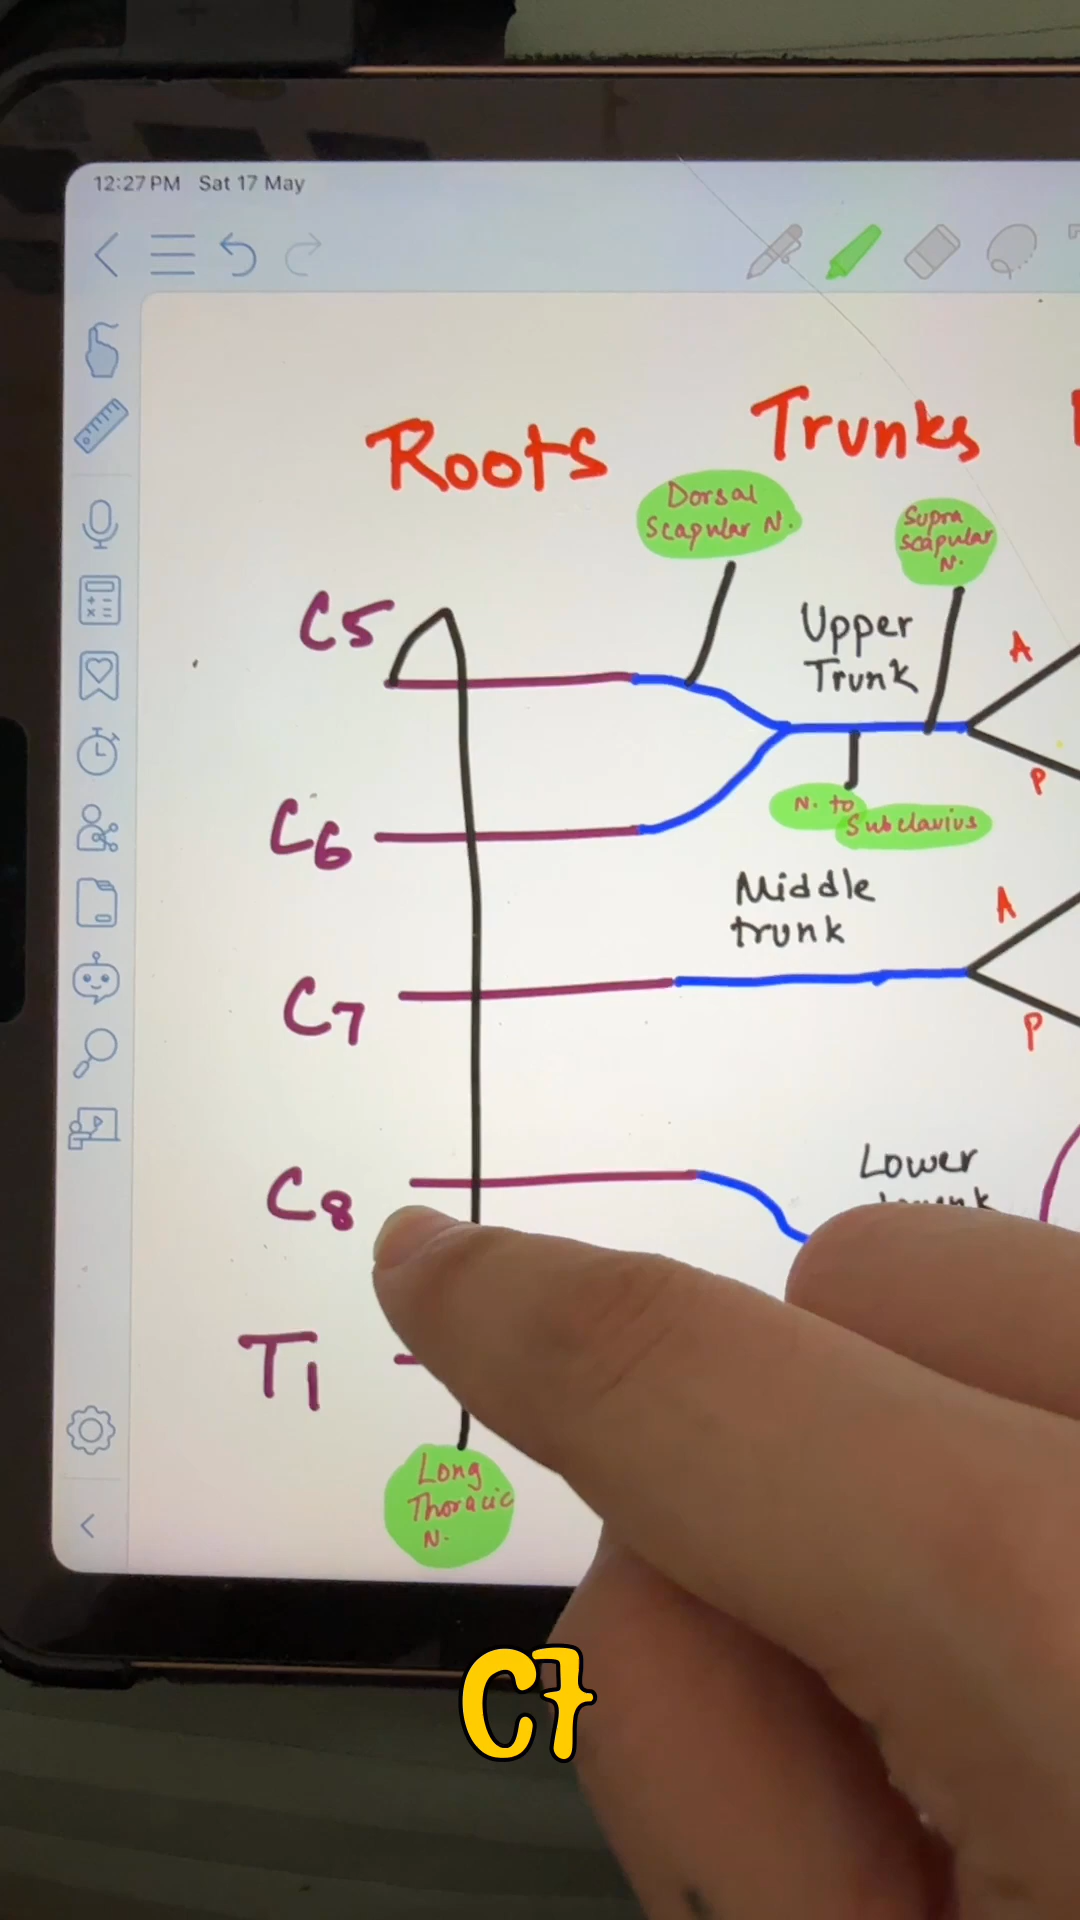 12:27 PM Sat 17 May
Roots
Trunks
Dorsal
Scapular N.
Supra
scapular
N.
C5
Upper
Trunk
A
P
N. to
Subclavius
C6
Middle
trunk
A
C7
P
C8
Lower
T1
Long
Thoracic
N.
C7